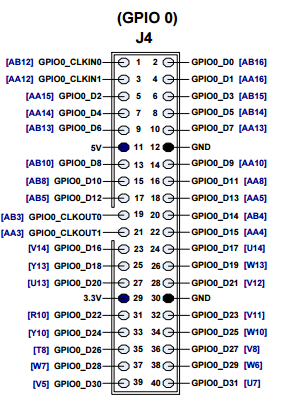 (GPIO 0)
J4
[AB12] GPIO0_CLKIN0 1 2 GPIO0_D0 [AB16]
[AA12] GPIO0_CLKIN1 3 4 GPIO0_D1 [AA16]
[AA15] GPIO0_D2 5 6 GPIO0_D3 [AB15]
[AA14] GPIO0_D4 7 8 GPIO0_D5 [AB14]
[AB13] GPIO0_D6 9 10 GPIO0_D7 [AA13]
5V 11 12 GND
[AB10] GPIO0_D8 13 14 GPIO0_D9 [AA10]
[AB8] GPIO0_D10 15 16 GPIO0_D11 [AA8]
[AB5] GPIO0_D12 17 18 GPIO0_D13 [AA5]
[AB3] GPIO0_CLKOUT0 19 20 GPIO0_D14 [AB4]
[AA3] GPIO0_CLKOUT1 21 22 GPIO0_D15 [AA4]
[V14] GPIO0_D16 23 24 GPIO0_D17 [U14]
[Y13] GPIO0_D18 25 26 GPIO0_D19 [W13]
[U13] GPIO0_D20 27 28 GPIO0_D21 [V12]
3.3V 29 30 GND
[R10] GPIO0_D22 31 32 GPIO0_D23 [V11]
[Y10] GPIO0_D24 33 34 GPIO0_D25 [W10]
[T8] GPIO0_D26 35 36 GPIO0_D27 [V8]
[W7] GPIO0_D28 37 38 GPIO0_D29 [W6]
[V5] GPIO0_D30 39 40 GPIO0_D31 [U7]